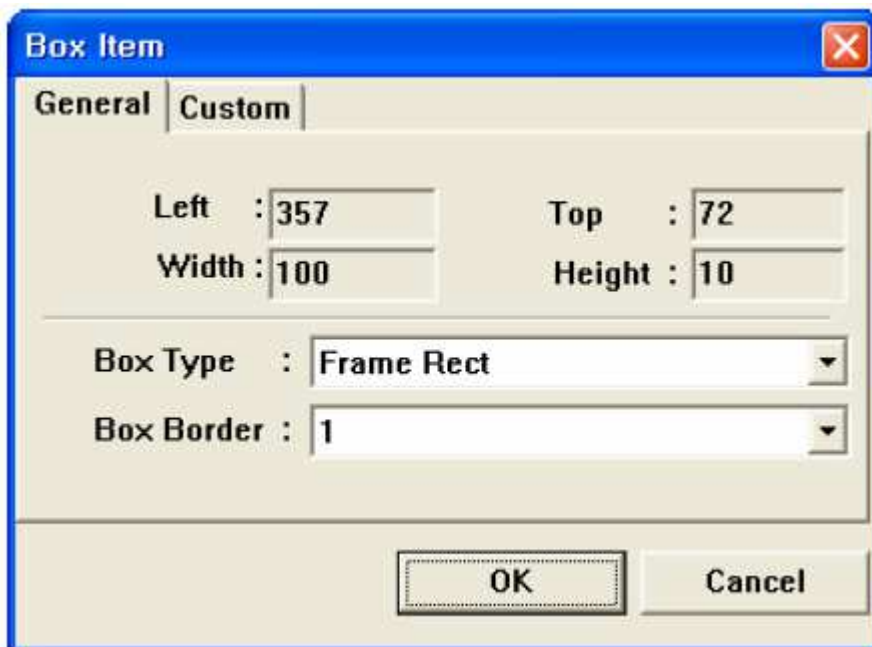 Box Item
General Custom
Left : 357 Top : 72
Width : 100 Height : 10
Box Type : Frame Rect
Box Border : 1
OK Cancel